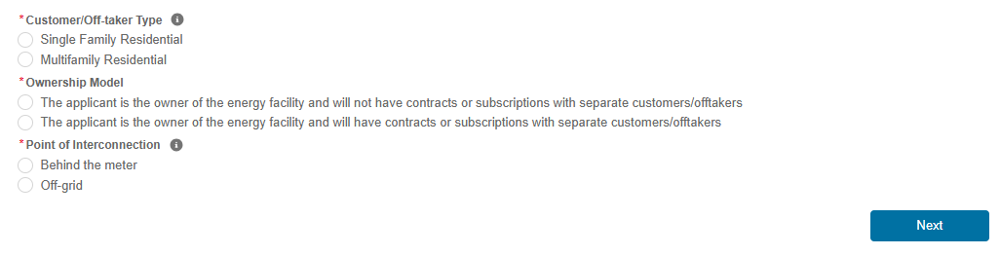 * Customer/Off-taker Type i
Single Family Residential
Multifamily Residential
* Ownership Model
The applicant is the owner of the energy facility and will not have contracts or subscriptions with separate customers/offtakers
The applicant is the owner of the energy facility and will have contracts or subscriptions with separate customers/offtakers
* Point of Interconnection i
Behind the meter
Off-grid
Next